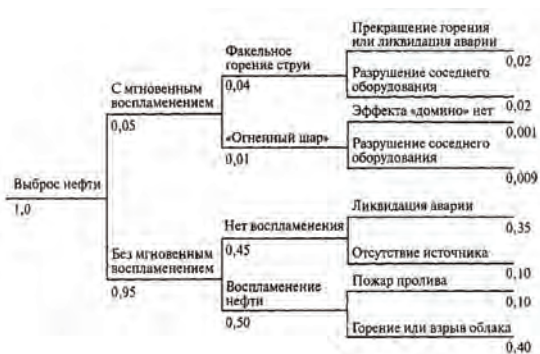 Прекращение горения
или ликвидация аварии
0,02
Факельное
горение струи
0,04
Разрушение соседнего
оборудования
0,02
С мгновенным
воспламенением
0,05
Эффекта «домино» нет
0,001
«Огненный шар»
0,01
Разрушение соседнего
оборудования
0,009
Выброс нефти
1,0
Ликвидация аварии
0,35
Нет воспламенения
0,45
Отсутствие источника
0,10
Без мгновенным
воспламенением
0,95
Пожар пролива
0,10
Воспламенение
нефти
0,50
Горение или взрыв облака
0,40